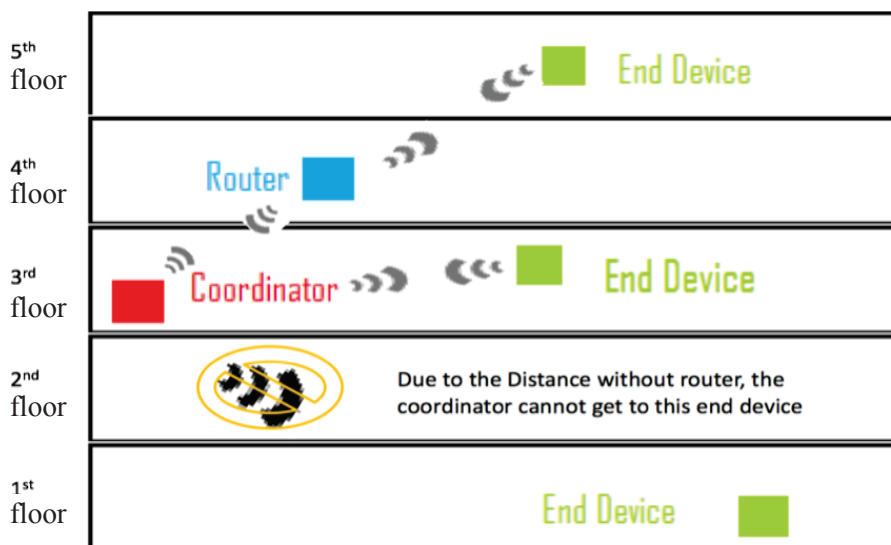 5th
floor
End Device
4th
floor
Router
3rd
floor
Coordinator
End Device
2nd
floor
Due to the Distance without router, the
coordinator cannot get to this end device
1st
floor
End Device